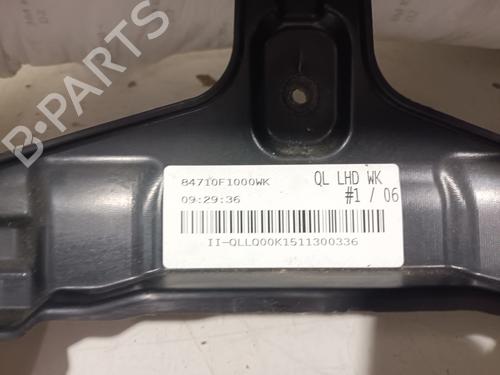 B-PARTS
84710F1000WK
QL LHD WK
09:29:36
#1 / 06
II-QLLQ00K1511300336